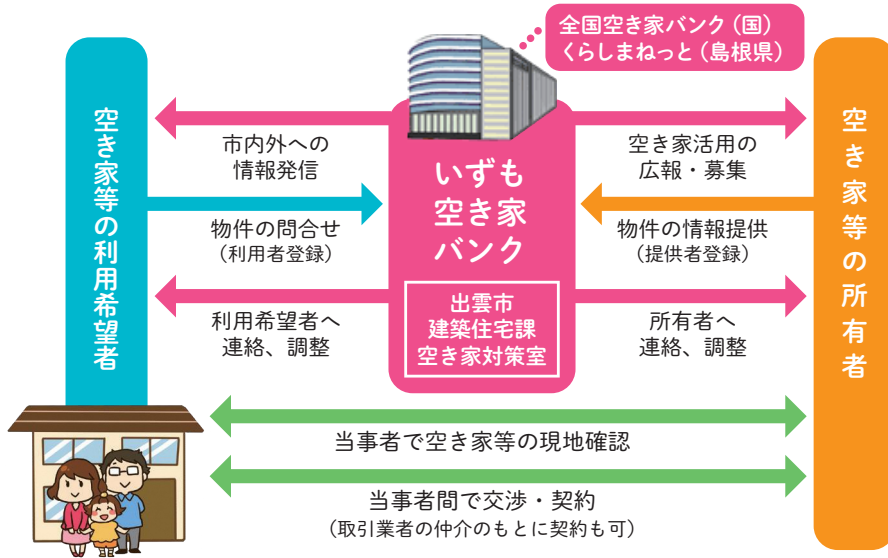 全国空き家バンク（国）
くらしまねっと（島根県）
空き家等の利用希望者
市内外への
情報発信
物件の問合せ
（利用者登録）
利用希望者へ
連絡、調整
いずも
空き家
バンク
出雲市
建築住宅課
空き家対策室
空き家活用の
広報・募集
物件の情報提供
（提供者登録）
所有者へ
連絡、調整
空き家等の所有者
当事者で空き家等の現地確認
当事者間で交渉・契約
（取引業者の仲介のもとに契約も可）